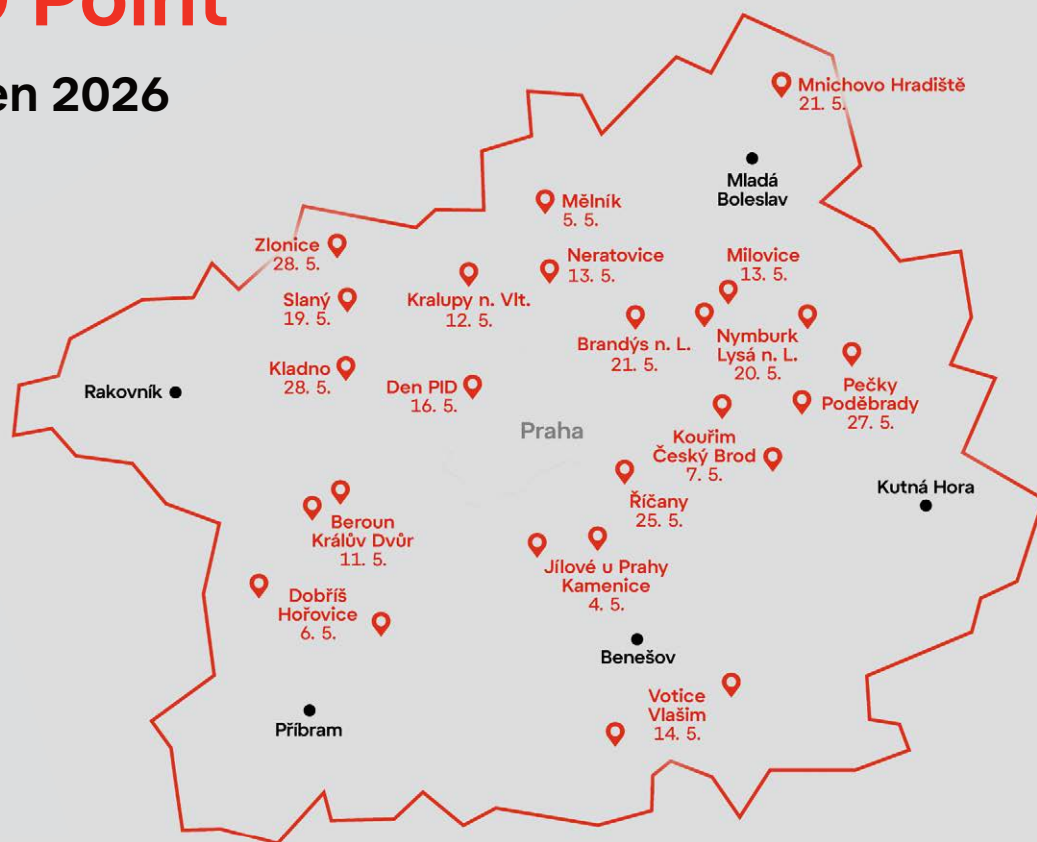 Point
en 2026
Mnichovo Hradiště
21. 5.
Mladá
Boleslav
Mělník
5. 5.
Zlonice
28. 5.
Neratovice
13. 5.
Milovice
13. 5.
Slaný
19. 5.
Kralupy n. Vlt.
12. 5.
Brandýs n. L.
21. 5.
Nymburk
Lysá n. L.
20. 5.
Kladno
28. 5.
Den PID
16. 5.
Pečky
Poděbrady
27. 5.
Rakovník
Praha
Kouřim
Český Brod
7. 5.
Říčany
25. 5.
Kutná Hora
Beroun
Králův Dvůr
11. 5.
Jílové u Prahy
Kamenice
4. 5.
Dobříš
Hořovice
6. 5.
Benešov
Votice
Vlašim
14. 5.
Příbram